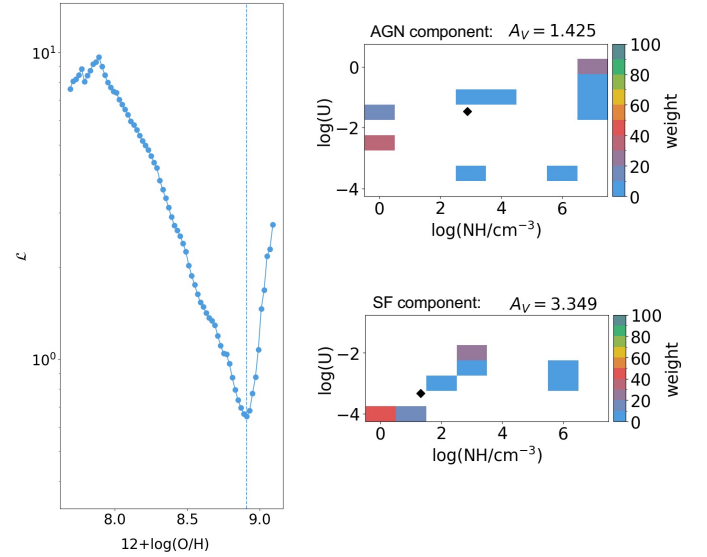 10¹
10⁰
ℒ
8.0 8.5 9.0
12+log(O/H)
AGN component: A_V = 1.425
0
−2
−4
log(U)
0 2 4 6
log(NH/cm⁻³)
100
80
60
40
20
0
weight
SF component: A_V = 3.349
−2
−4
log(U)
0 2 4 6
log(NH/cm⁻³)
100
80
60
40
20
0
weight